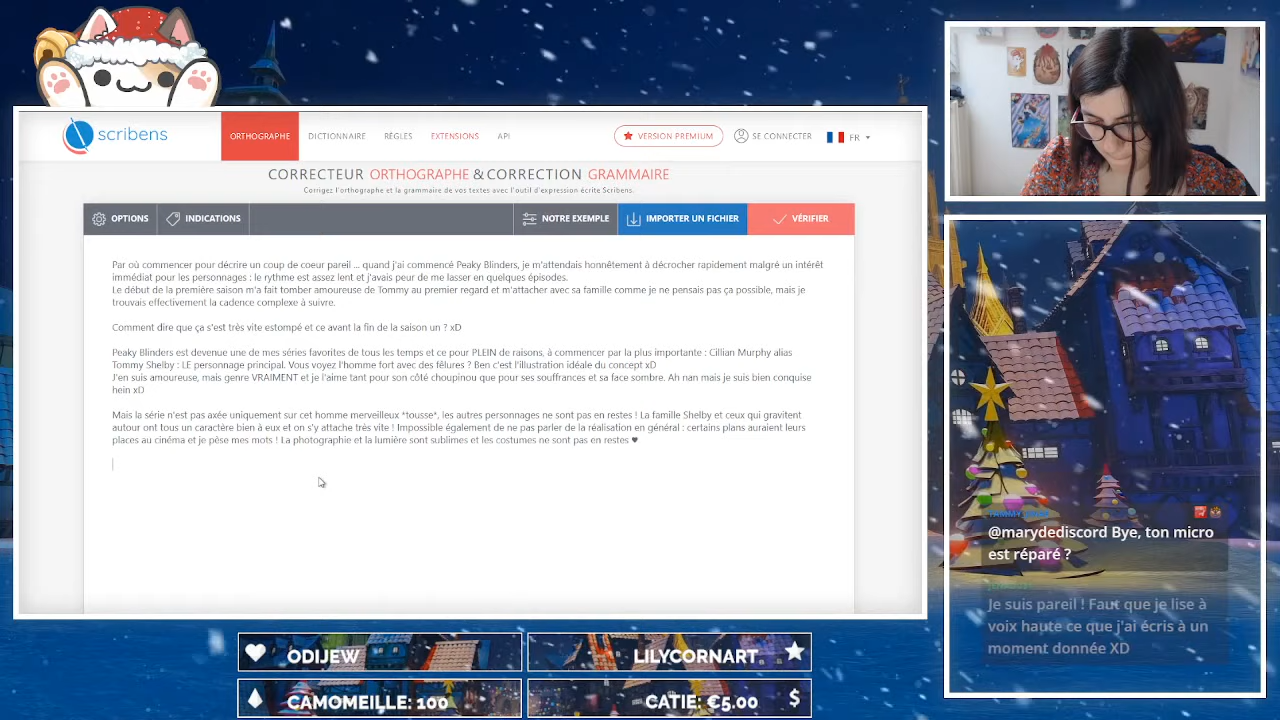 scribens
ORTHOGRAPHE
DICTIONNAIRE
RÈGLES
EXTENSIONS
API
VERSION PREMIUM
SE CONNECTER
FR
CORRECTEUR ORTHOGRAPHE & CORRECTION GRAMMAIRE
Corrigez l'orthographe et la grammaire de vos textes avec l'outil d'expression écrite Scribens.
OPTIONS
INDICATIONS
NOTRE EXEMPLE
IMPORTER UN FICHIER
VÉRIFIER
Par où commencer pour décrire un coup de coeur pareil ... quand j'ai commencé Peaky Blinders, je m'attendais honnêtement à décrocher rapidement malgré un intérêt
immédiat pour les personnages : le rythme est assez lent et j'avais peur de me lasser en quelques épisodes.
Le début de la première saison m'a fait tomber amoureuse de Tommy au premier regard et m'attacher avec sa famille comme je ne pensais pas ça possible, mais je
trouvais effectivement la cadence complexe à suivre.
Comment dire que ça s'est très vite estompé et ce avant la fin de la saison un ? xD
Peaky Blinders est devenue une de mes séries favorites de tous les temps et ce pour PLEIN de raisons, à commencer par la plus importante : Cillian Murphy alias
Tommy Shelby : LE personnage principal. Vous voyez l'homme fort avec des fêlures ? Ben c'est l'illustration idéale du concept xD
J'en suis amoureuse, mais genre VRAIMENT et je l'aime tant pour son côté choupinou que pour ses souffrances et sa face sombre. Ah nan mais je suis bien conquise
hein xD
Mais la série n'est pas axée uniquement sur cet homme merveilleux *tousse*, les autres personnages ne sont pas en restes ! La famille Shelby et ceux qui gravitent
autour ont tous un caractère bien à eux et on s'y attache très vite ! Impossible également de ne pas parler de la réalisation en général : certains plans auraient leurs
places au cinéma et je pèse mes mots ! La photographie et la lumière sont sublimes et les costumes ne sont pas en restes ♥
@marydediscord Bye, ton micro
est réparé ?
Je suis pareil ! Faut que je lise à
voix haute ce que j'ai écris à un
moment donnée XD
ODIJEW
LILYCORNART
CAMOMEILLE: 100
CATIE: €5.00
$